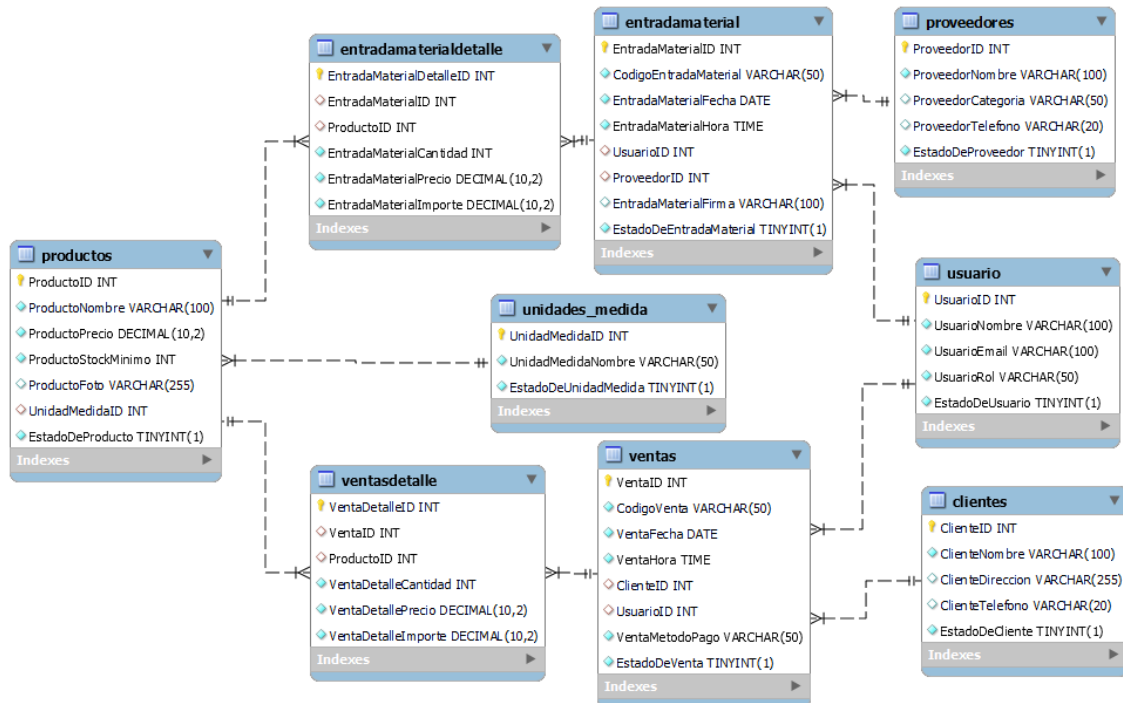 entradamaterialdetalle
EntradaMaterialDetalleID INT
EntradaMaterialID INT
ProductoID INT
EntradaMaterialCantidad INT
EntradaMaterialPrecio DECIMAL(10,2)
EntradaMaterialImporte DECIMAL(10,2)
Indexes
entradamaterial
EntradaMaterialID INT
CodigoEntradaMaterial VARCHAR(50)
EntradaMaterialFecha DATE
EntradaMaterialHora TIME
UsuarioID INT
ProveedorID INT
EntradaMaterialFirma VARCHAR(100)
EstadoDeEntradaMaterial TINYINT(1)
Indexes
proveedores
ProveedorID INT
ProveedorNombre VARCHAR(100)
ProveedorCategoria VARCHAR(50)
ProveedorTelefono VARCHAR(20)
EstadoDeProveedor TINYINT(1)
Indexes
productos
ProductoID INT
ProductoNombre VARCHAR(100)
ProductoPrecio DECIMAL(10,2)
ProductoStockMinimo INT
ProductoFoto VARCHAR(255)
UnidadMedidaID INT
EstadoDeProducto TINYINT(1)
Indexes
unidades_medida
UnidadMedidaID INT
UnidadMedidaNombre VARCHAR(50)
EstadoDeUnidadMedida TINYINT(1)
Indexes
usuario
UsuarioID INT
UsuarioNombre VARCHAR(100)
UsuarioEmail VARCHAR(100)
UsuarioRol VARCHAR(50)
EstadoDeUsuario TINYINT(1)
Indexes
ventasdetalle
VentaDetalleID INT
VentaID INT
ProductoID INT
VentaDetalleCantidad INT
VentaDetallePrecio DECIMAL(10,2)
VentaDetalleImporte DECIMAL(10,2)
Indexes
ventas
VentaID INT
CodigoVenta VARCHAR(50)
VentaFecha DATE
VentaHora TIME
ClienteID INT
UsuarioID INT
VentaMetodoPago VARCHAR(50)
EstadoDeVenta TINYINT(1)
Indexes
clientes
ClienteID INT
ClienteNombre VARCHAR(100)
ClienteDireccion VARCHAR(255)
ClienteTelefono VARCHAR(20)
EstadoDeCliente TINYINT(1)
Indexes